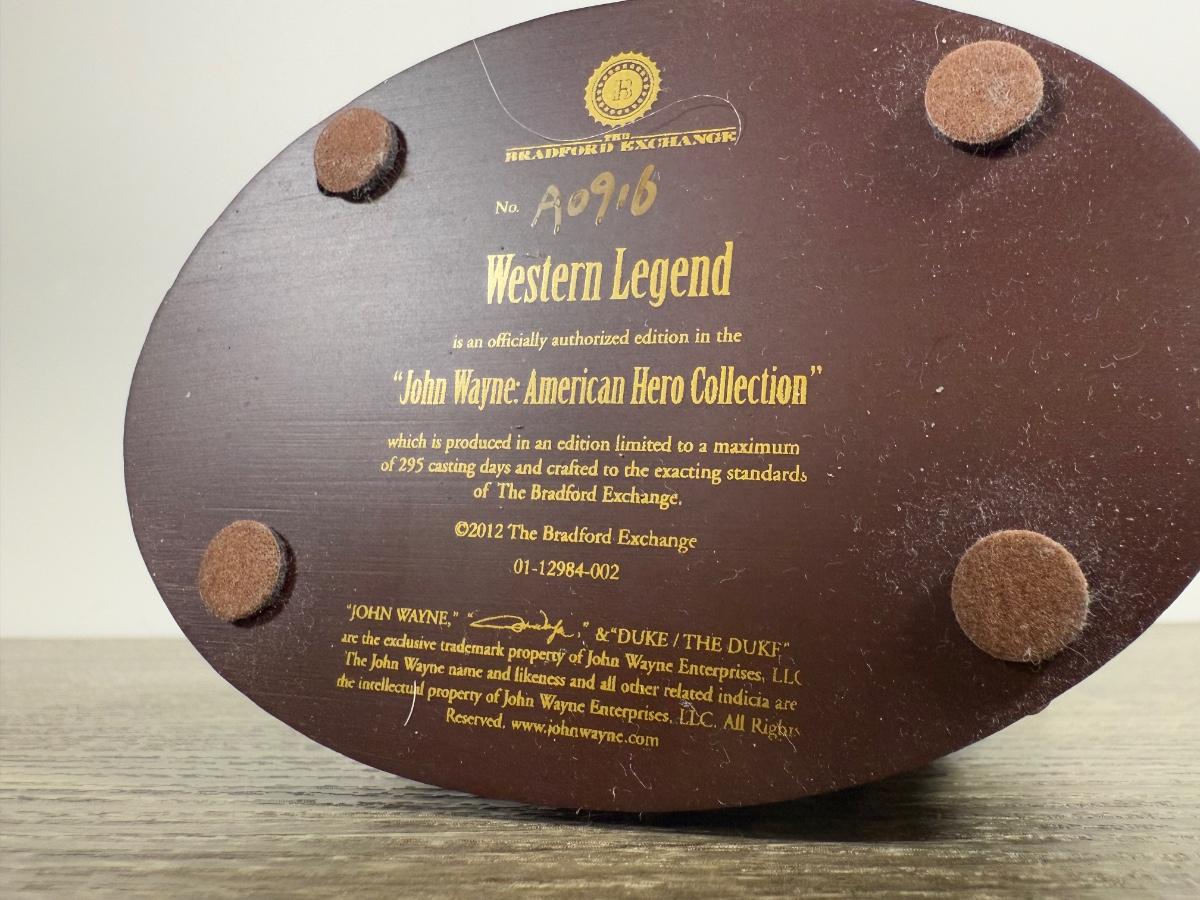 B
THE
BRADFORD EXCHANGE
No. A0916
Western Legend
is an officially authorized edition in the
“John Wayne: American Hero Collection”
which is produced in an edition limited to a maximum
of 295 casting days and crafted to the exacting standards
of The Bradford Exchange.
©2012 The Bradford Exchange
01-12984-002
“JOHN WAYNE,” “ ,” &“DUKE / THE DUKE”
are the exclusive trademark property of John Wayne Enterprises, LLC
The John Wayne name and likeness and all other related indicia are
the intellectual property of John Wayne Enterprises, LLC. All Rights
Reserved. www.johnwayne.com